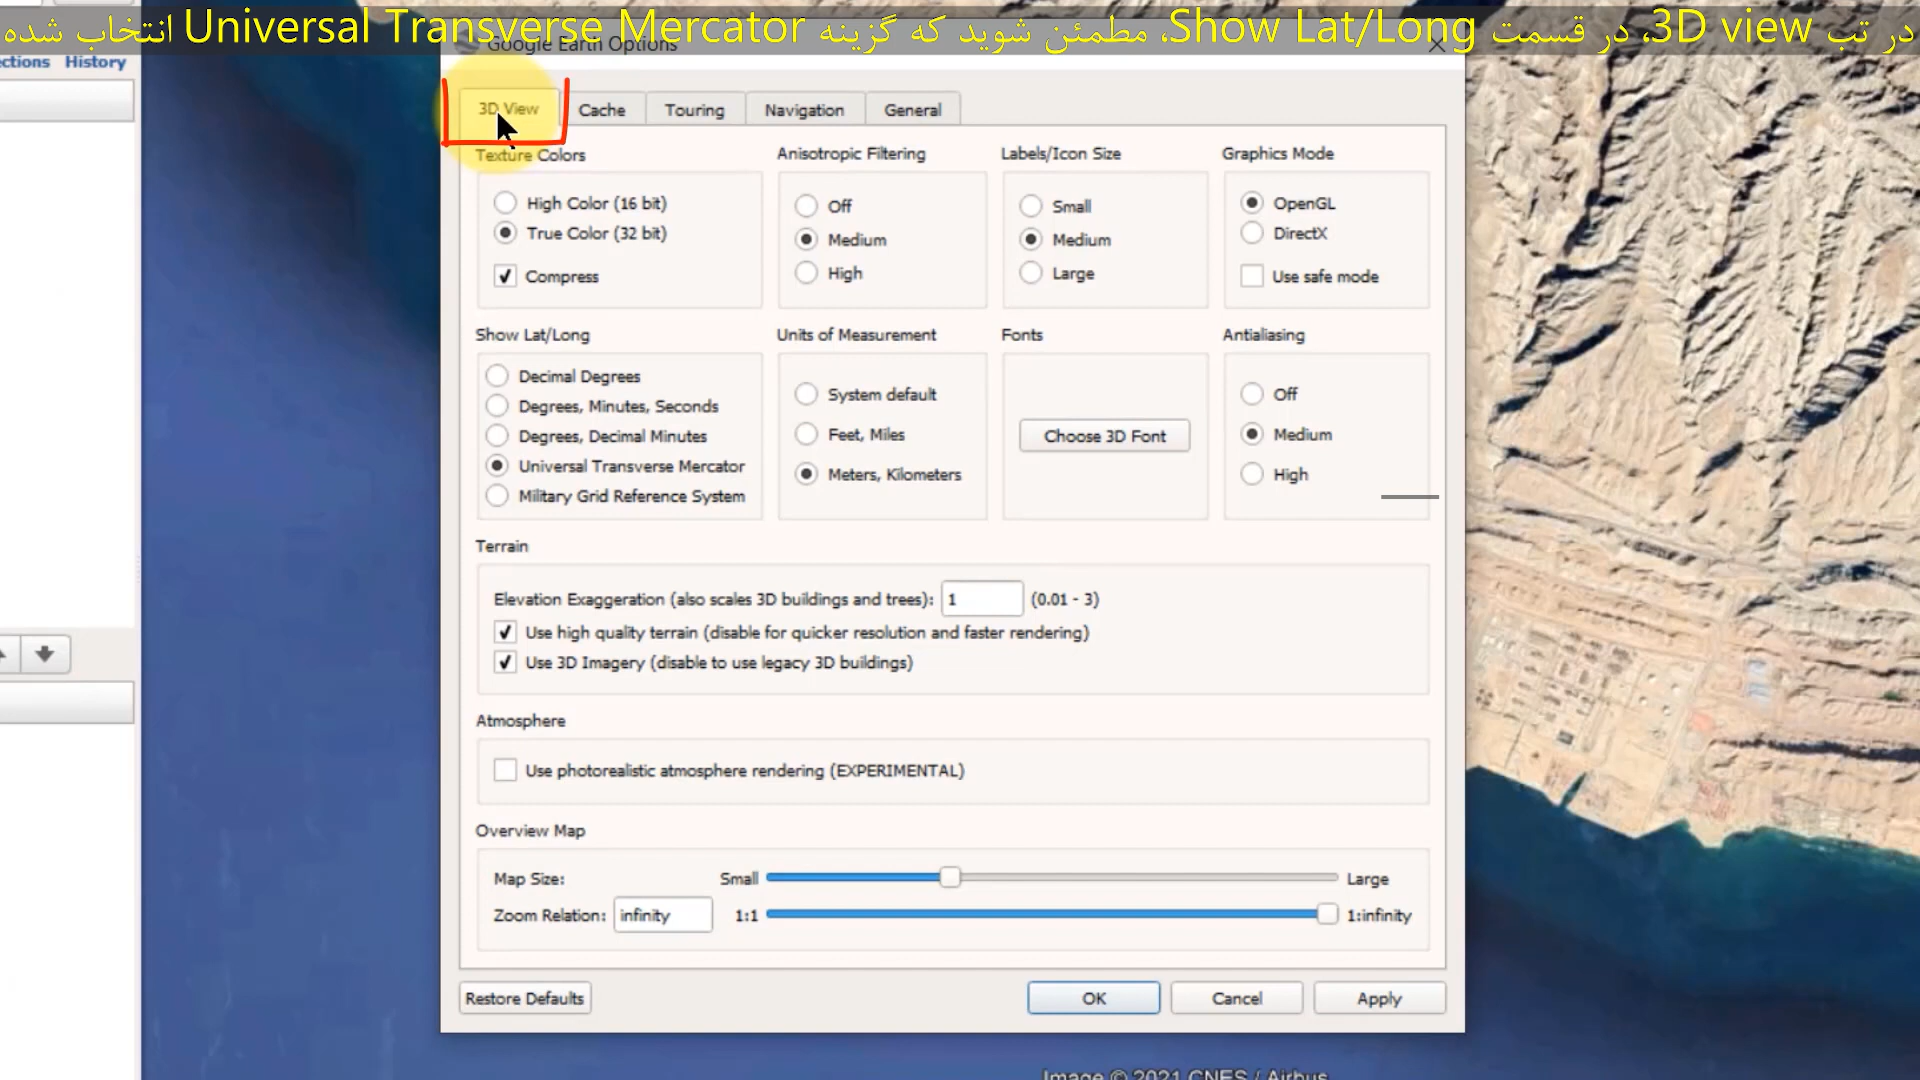 در تب 3D view، در قسمت Show Lat/Long، مطمئن شوید که گزینه Universal Transverse Mercator انتخاب شده
Google Earth Options
ections History
3D View
Cache
Touring
Navigation
General
Texture Colors
Anisotropic Filtering
Labels/Icon Size
Graphics Mode
High Color (16 bit)
True Color (32 bit)
Compress
Off
Medium
High
Small
Medium
Large
OpenGL
DirectX
Use safe mode
Show Lat/Long
Units of Measurement
Fonts
Antialiasing
Decimal Degrees
Degrees, Minutes, Seconds
Degrees, Decimal Minutes
Universal Transverse Mercator
Military Grid Reference System
System default
Feet, Miles
Meters, Kilometers
Choose 3D Font
Off
Medium
High
Terrain
Elevation Exaggeration (also scales 3D buildings and trees): 1 (0.01 - 3)
Use high quality terrain (disable for quicker resolution and faster rendering)
Use 3D Imagery (disable to use legacy 3D buildings)
Atmosphere
Use photorealistic atmosphere rendering (EXPERIMENTAL)
Overview Map
Map Size: Small Large
Zoom Relation: infinity 1:1 1:infinity
Restore Defaults
OK
Cancel
Apply
Image © 2021 CNES / Airbus